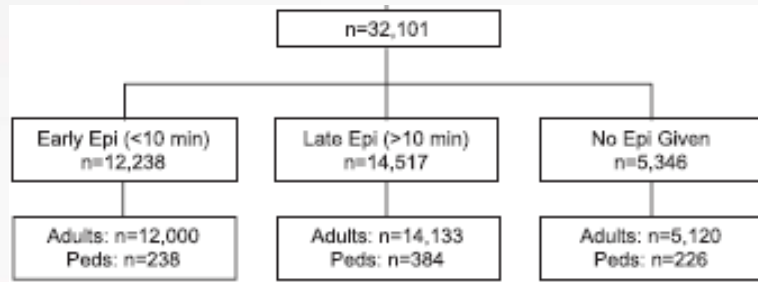 n=32,101
Early Epi (<10 min)
n=12,238
Late Epi (>10 min)
n=14,517
No Epi Given
n=5,346
Adults: n=12,000
Peds: n=238
Adults: n=14,133
Peds: n=384
Adults: n=5,120
Peds: n=226